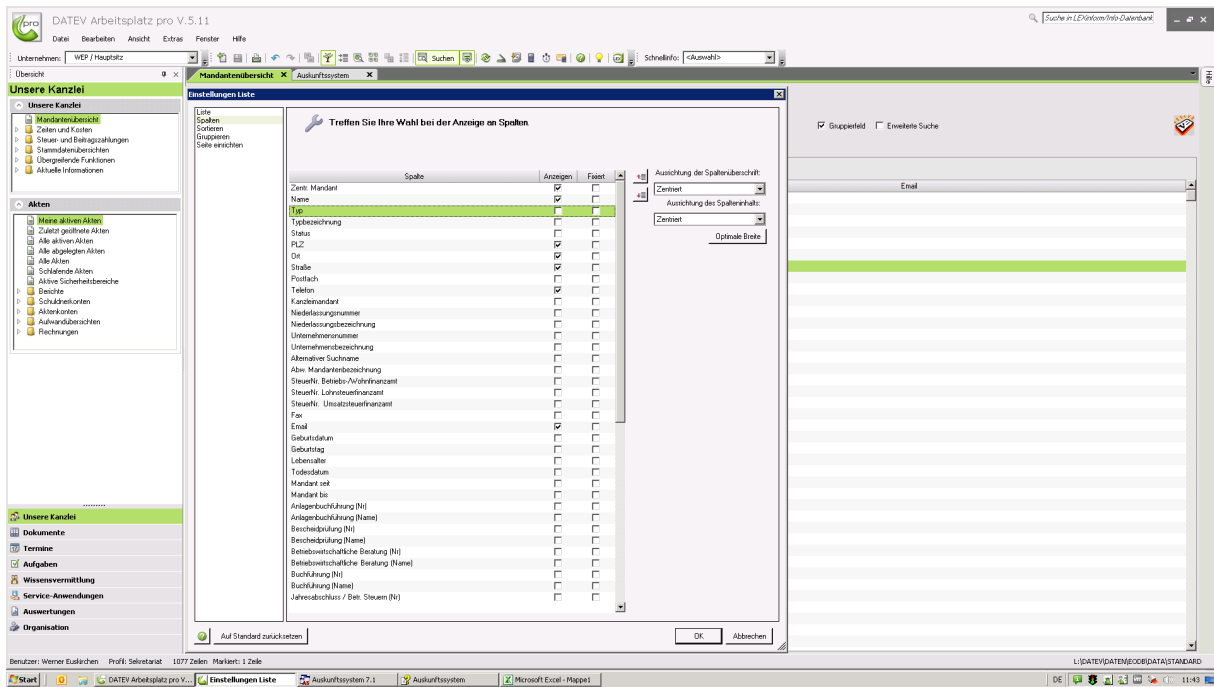 pro
DATEV Arbeitsplatz pro V.5.11
Suche in LEXinform/Info-Datenbank
Datei Bearbeiten Ansicht Extras Fenster Hilfe
Unternehmen: WEP / Hauptsitz
Suchen
Schnellinfo: <Auswahl>
Übersicht
Mandantenübersicht
Auskunftssystem
Hilfe
Unsere Kanzlei
Unsere Kanzlei
Mandantenübersicht
Zeiten und Kosten
Steuer- und Beitragszahlungen
Stammdatenübersichten
Übergreifende Funktionen
Aktuelle Informationen
Akten
Meine aktiven Akten
Zuletzt geöffnete Akten
Alle aktiven Akten
Alle abgelegten Akten
Alle Akten
Schlafende Akten
Aktive Sicherheitsbereiche
Berichte
Schuldnerkonten
Aktenkonten
Aufwandübersichten
Rechnungen
Unsere Kanzlei
Dokumente
Termine
Aufgaben
Wissensvermittlung
Service-Anwendungen
Auswertungen
Organisation
Einstellungen Liste
Liste
Spalten
Sortieren
Gruppieren
Seite einrichten
Treffen Sie Ihre Wahl bei der Anzeige an Spalten.
Spalte Anzeigen Fixiert
Zentr. Mandant
Name
Typ
Typbezeichnung
Status
PLZ
Ort
Straße
Postfach
Telefon
Kanzleimandant
Niederlassungsnummer
Niederlassungsbezeichnung
Unternehmensnummer
Unternehmensbezeichnung
Alternativer Suchname
Abw. Mandantenbezeichnung
SteuerNr. Betriebs-/Wohnfinanzamt
SteuerNr. Lohnsteuerfinanzamt
SteuerNr. Umsatzsteuerfinanzamt
Fax
Email
Geburtsdatum
Geburtstag
Lebensalter
Todesdatum
Mandant seit
Mandant bis
Anlagenbuchführung (Nr)
Anlagenbuchführung (Name)
Bescheidprüfung (Nr)
Bescheidprüfung (Name)
Betriebswirtschaftliche Beratung (Nr)
Betriebswirtschaftliche Beratung (Name)
Buchführung (Nr)
Buchführung (Name)
Jahresabschluss / Betr. Steuern (Nr)
Ausrichtung der Spaltenüberschrift:
Zentriert
Ausrichtung des Spalteninhalts:
Zentriert
Optimale Breite
Auf Standard zurücksetzen
OK
Abbrechen
Gruppierfeld
Erweiterte Suche
Email
Benutzer: Werner Euskirchen Profil: Sekretariat 1077 Zeilen Markiert: 1 Zeile
L:\DATEV\DATEN\EODB\DATA\STANDARD
Start
DATEV Arbeitsplatz pro V...
Einstellungen Liste
Auskunftssystem 7.1
Auskunftssystem
Microsoft Excel - Mappe1
DE
11:43